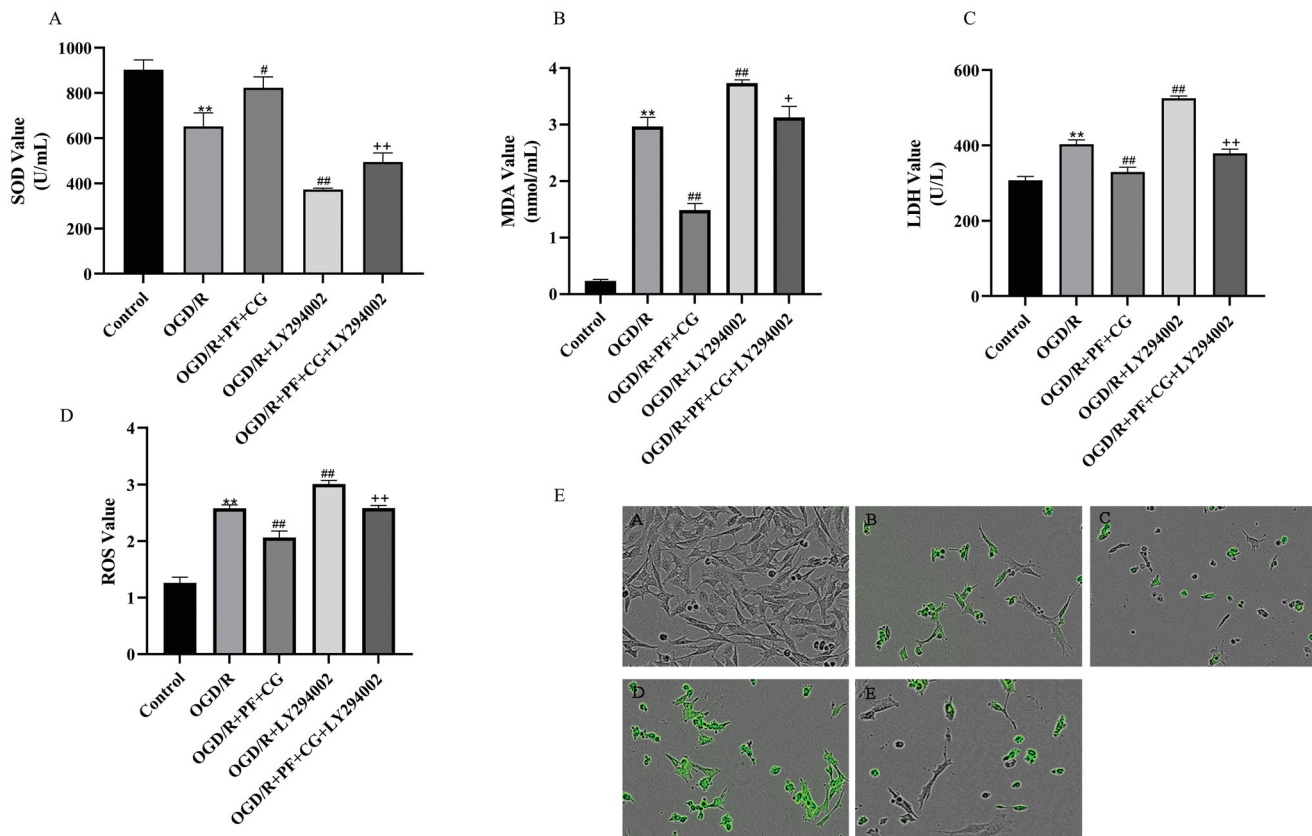 A
SOD Value
(U/mL)
1000
800
600
400
200
0
**
#
##
++
Control
OGD/R
OGD/R+PF+CG
OGD/R+LY294002
OGD/R+PF+CG+LY294002
B
MDA Value
(nmol/mL)
4
3
2
1
0
**
##
##
+
Control
OGD/R
OGD/R+PF+CG
OGD/R+LY294002
OGD/R+PF+CG+LY294002
C
LDH Value
(U/L)
600
400
200
0
**
##
##
++
Control
OGD/R
OGD/R+PF+CG
OGD/R+LY294002
OGD/R+PF+CG+LY294002
D
ROS Value
4
3
2
1
0
**
##
##
++
Control
OGD/R
OGD/R+PF+CG
OGD/R+LY294002
OGD/R+PF+CG+LY294002
E
A
B
C
D
E